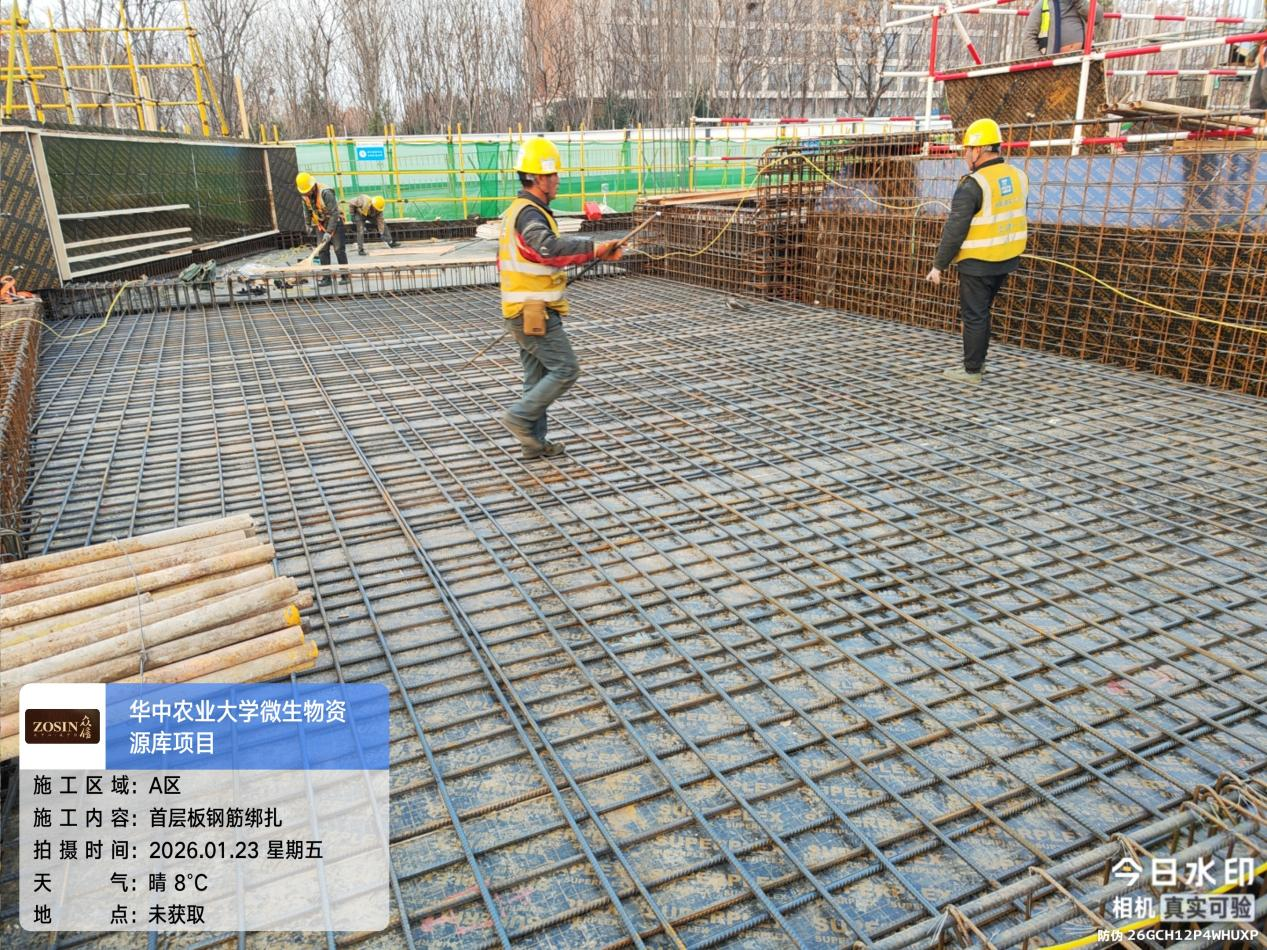 ZOSIN 众信
华中农业大学微生物资
源库项目
施工区域：A区
施工内容：首层板钢筋绑扎
拍摄时间：2026.01.23 星期五
天气：晴 8℃
地点：未获取
今日水印
相机 真实可验
防伪 26GCH12P4WHUXP
SUPERPLEX